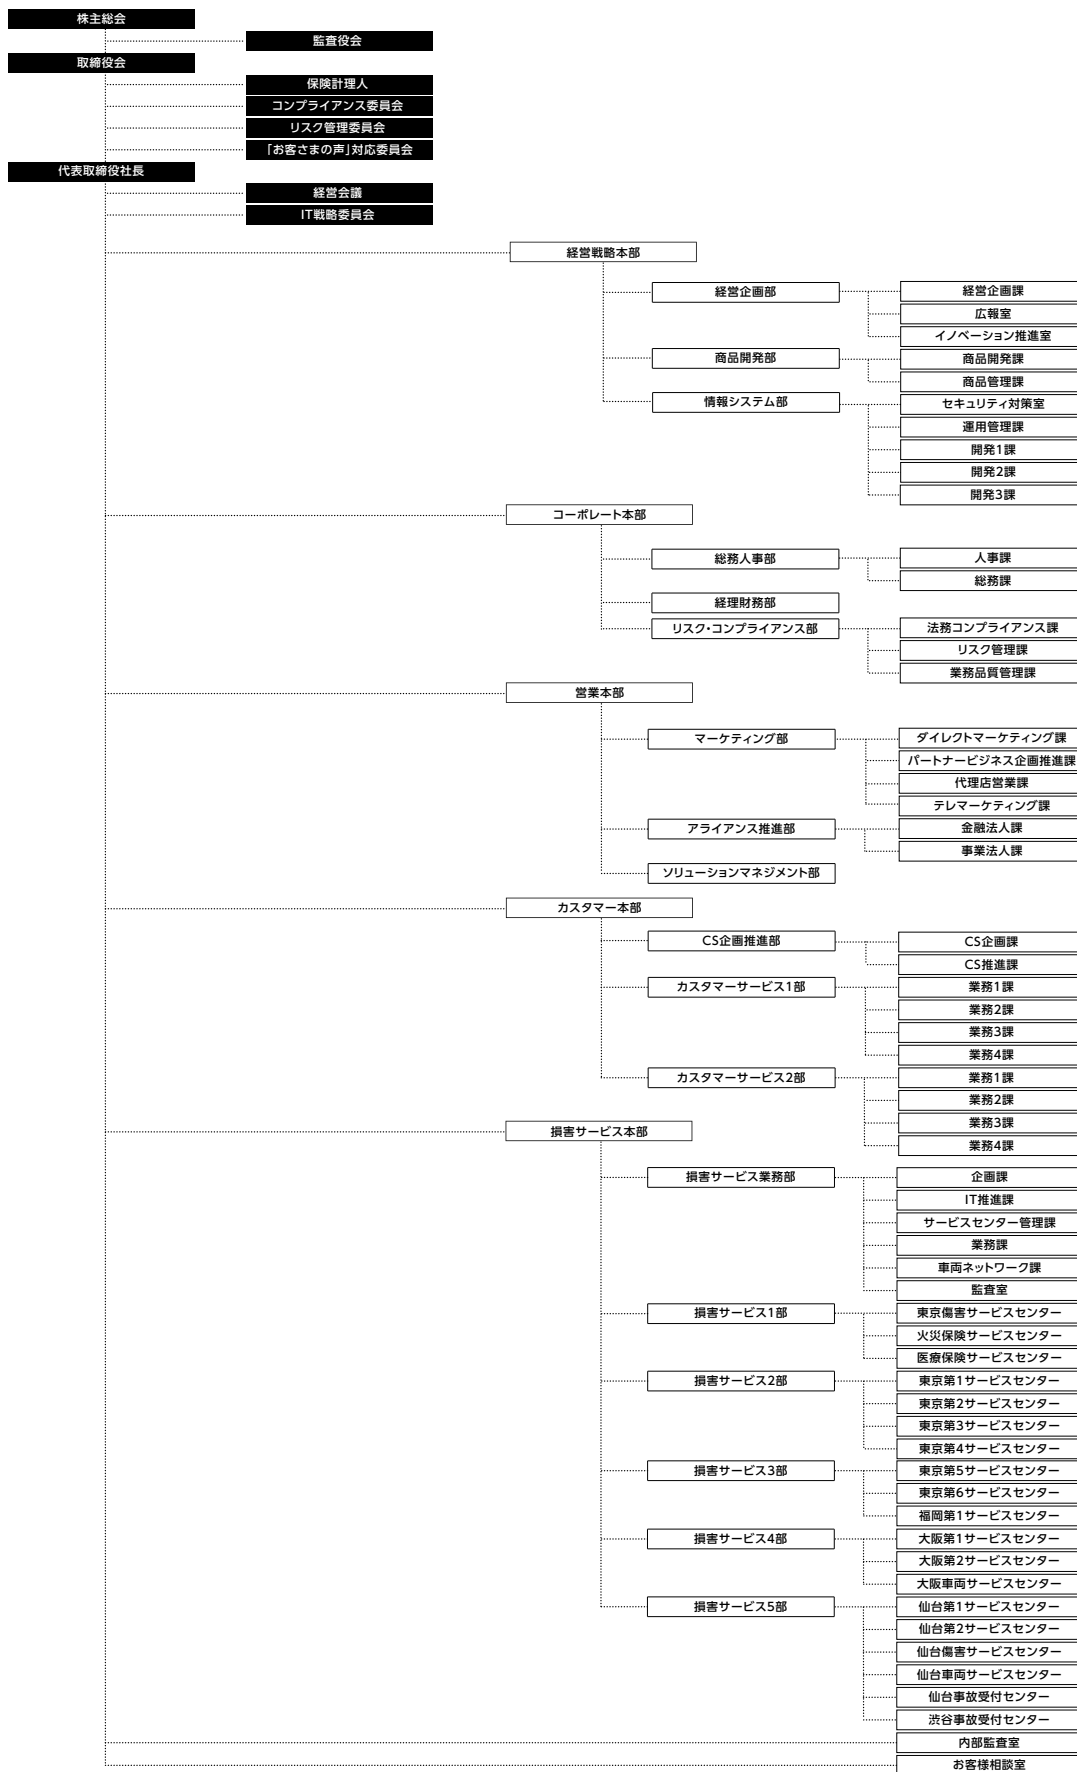 株主総会
監査役会
取締役会
保険計理人
コンプライアンス委員会
リスク管理委員会
「お客さまの声」対応委員会
代表取締役社長
経営会議
IT戦略委員会
経営戦略本部
経営企画部
経営企画課
広報室
イノベーション推進室
商品開発部
商品開発課
商品管理課
情報システム部
セキュリティ対策室
運用管理課
開発1課
開発2課
開発3課
コーポレート本部
総務人事部
人事課
総務課
経理財務部
リスク・コンプライアンス部
法務コンプライアンス課
リスク管理課
業務品質管理課
営業本部
マーケティング部
ダイレクトマーケティング課
パートナービジネス企画推進課
代理店営業課
テレマーケティング課
アライアンス推進部
金融法人課
事業法人課
ソリューションマネジメント部
カスタマー本部
CS企画推進部
CS企画課
CS推進課
カスタマーサービス1部
業務1課
業務2課
業務3課
業務4課
カスタマーサービス2部
業務1課
業務2課
業務3課
業務4課
損害サービス本部
損害サービス業務部
企画課
IT推進課
サービスセンター管理課
業務課
車両ネットワーク課
監査室
損害サービス1部
東京傷害サービスセンター
火災保険サービスセンター
医療保険サービスセンター
損害サービス2部
東京第1サービスセンター
東京第2サービスセンター
東京第3サービスセンター
東京第4サービスセンター
損害サービス3部
東京第5サービスセンター
東京第6サービスセンター
福岡第1サービスセンター
損害サービス4部
大阪第1サービスセンター
大阪第2サービスセンター
大阪車両サービスセンター
損害サービス5部
仙台第1サービスセンター
仙台第2サービスセンター
仙台傷害サービスセンター
仙台車両サービスセンター
仙台事故受付センター
渋谷事故受付センター
内部監査室
お客様相談室